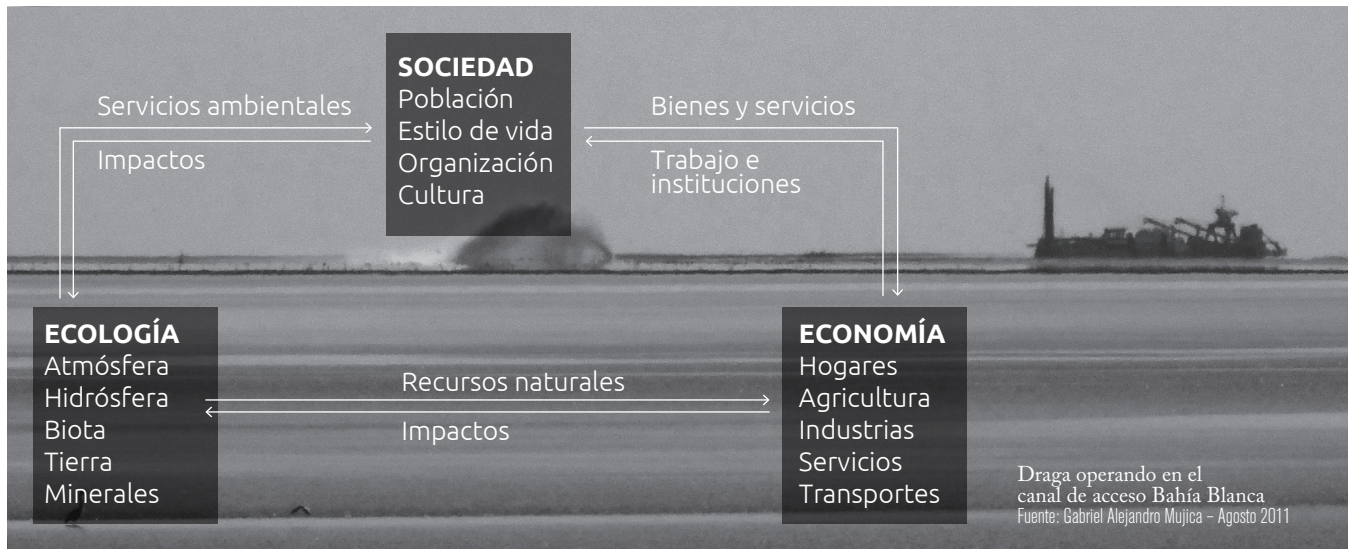 SOCIEDAD
Población
Estilo de vida
Organización
Cultura
Servicios ambientales
Impactos
Bienes y servicios
Trabajo e
instituciones
ECOLOGÍA
Atmósfera
Hidrósfera
Biota
Tierra
Minerales
Recursos naturales
Impactos
ECONOMÍA
Hogares
Agricultura
Industrias
Servicios
Transportes
Draga operando en el
canal de acceso Bahía Blanca
Fuente: Gabriel Alejandro Mujica – Agosto 2011